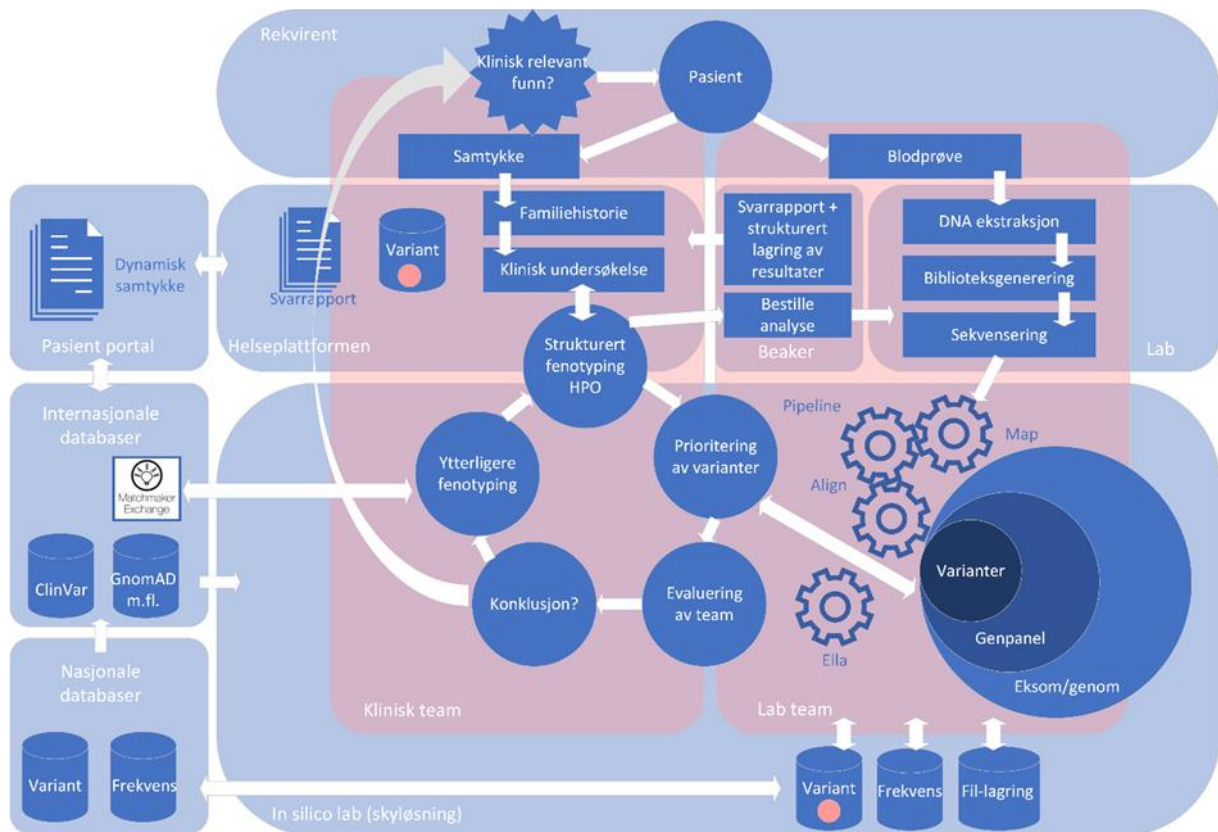 Rekvirent
Klinisk relevant
funn?
Pasient
Samtykke
Blodprøve
Familiehistorie
Klinisk undersøkelse
Variant
Svarrapport
Helseplattformen
Dynamisk
samtykke
Pasient portal
Svarrapport +
strukturert
lagring av
resultater
Bestille
analyse
Beaker
DNA ekstraksjon
Biblioteksgenerering
Sekvensering
Lab
Strukturert
fenotyping
HPO
Internasjonale
databaser
Matchmaker
Exchange
ClinVar
GnomAD
m.fl.
Ytterligere
fenotyping
Prioritering
av varianter
Konklusjon?
Evaluering
av team
Pipeline
Map
Align
Ella
Varianter
Genpanel
Eksom/genom
Klinisk team
Lab team
Nasjonale
databaser
Variant
Frekvens
In silico lab (skyløsning)
Variant
Frekvens
Fil-lagring